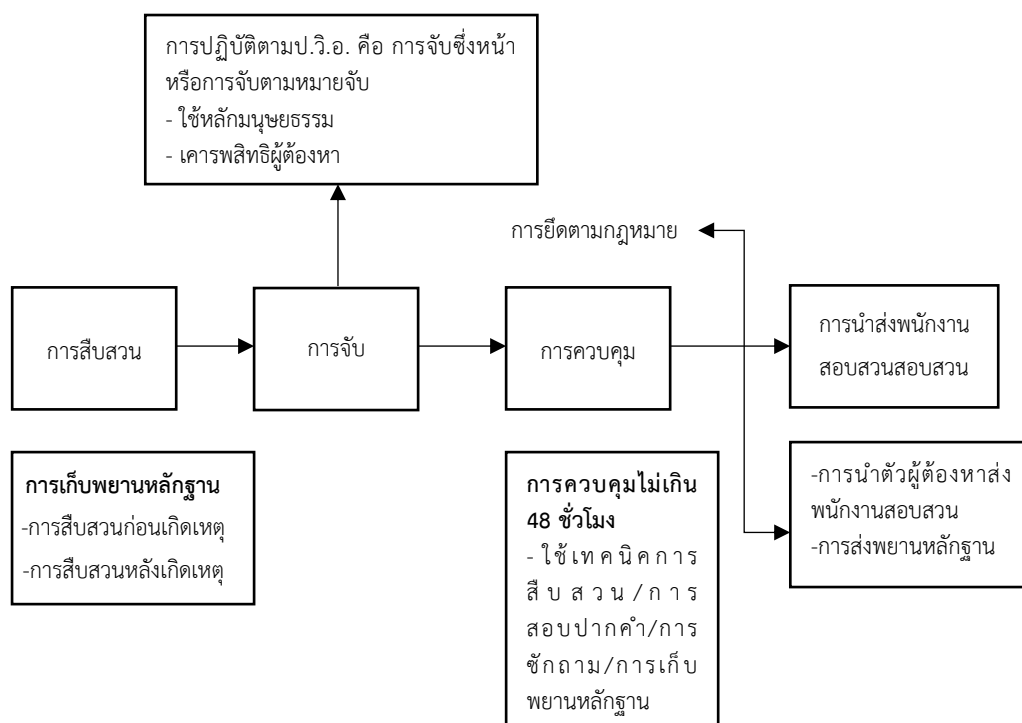 การปฏิบัติตามป.วิ.อ. คือ การจับซึ่งหน้า
หรือการจับตามหมายจับ
- ใช้หลักมนุษยธรรม
- เคารพสิทธิผู้ต้องหา
การยึดตามกฎหมาย
การสืบสวน
การจับ
การควบคุม
การนำส่งพนักงาน
สอบสวนสอบสวน
การเก็บพยานหลักฐาน
-การสืบสวนก่อนเกิดเหตุ
-การสืบสวนหลังเกิดเหตุ
การควบคุมไม่เกิน
48 ชั่วโมง
- ใช้เทคนิคการ
สืบสวน/การ
สอบปากคำ/การ
ซักถาม/การเก็บ
พยานหลักฐาน
-การนำตัวผู้ต้องหาส่ง
พนักงานสอบสวน
-การส่งพยานหลักฐาน